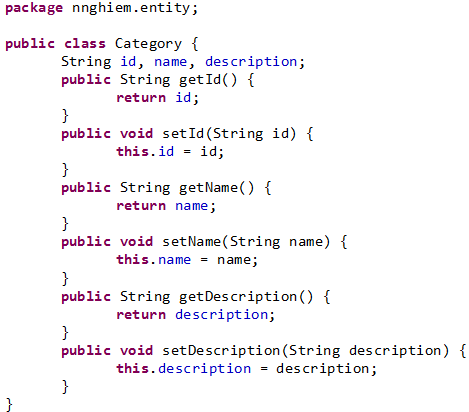 package nnghiem.entity;
public class Category {
String id, name, description;
public String getId() {
return id;
}
public void setId(String id) {
this.id = id;
}
public String getName() {
return name;
}
public void setName(String name) {
this.name = name;
}
public String getDescription() {
return description;
}
public void setDescription(String description) {
this.description = description;
}
}